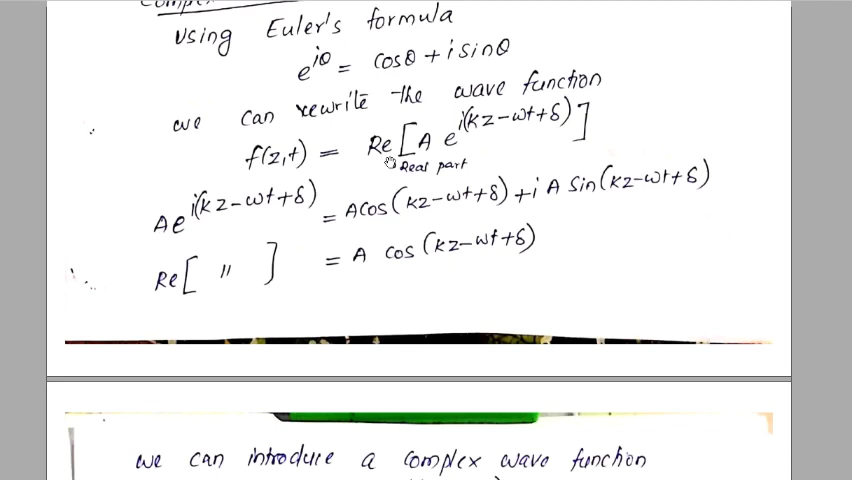 Using Euler's formula
e^{iθ} = cosθ + i sinθ
we can rewrite the wave function
f(z,t) = Re[A e^{i(kz-ωt+δ)}]
Real part
Ae^{i(kz-ωt+δ)} = A cos(kz-ωt+δ) + i A Sin(kz-ωt+δ)
Re[ " ] = A cos(kz-ωt+δ)
we can introduce a complex wave function